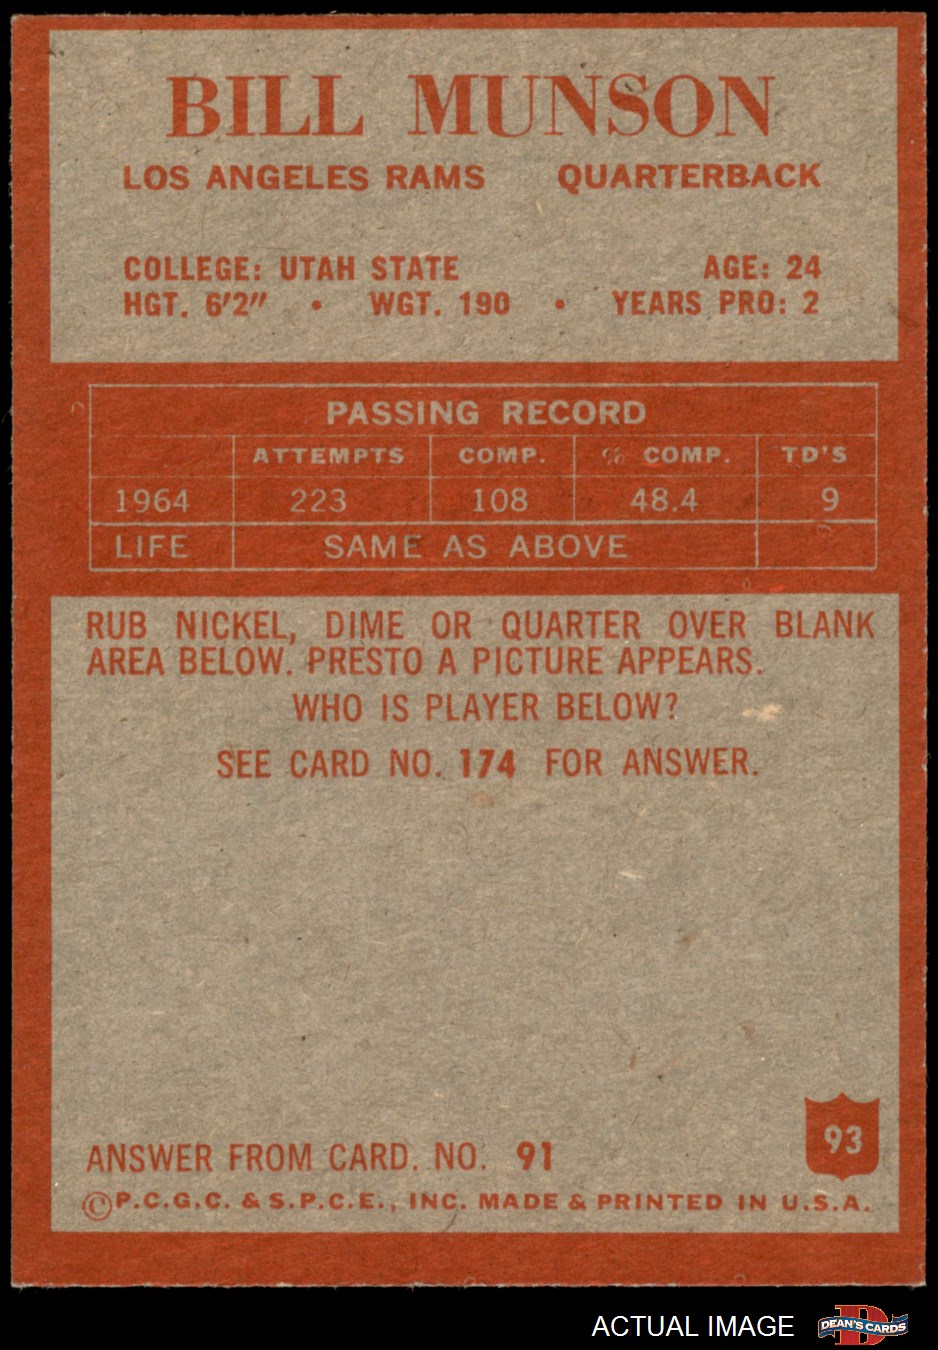 BILL MUNSON
LOS ANGELES RAMS QUARTERBACK
COLLEGE: UTAH STATE AGE: 24
HGT. 6'2" • WGT. 190 • YEARS PRO: 2
PASSING RECORD
ATTEMPTS COMP. % COMP. TD'S
1964 223 108 48.4 9
LIFE SAME AS ABOVE
RUB NICKEL, DIME OR QUARTER OVER BLANK
AREA BELOW. PRESTO A PICTURE APPEARS.
WHO IS PLAYER BELOW?
SEE CARD NO. 174 FOR ANSWER.
93
ANSWER FROM CARD. NO. 91
©P.C.G.C. & S.P.C.E., INC. MADE & PRINTED IN U.S.A.
ACTUAL IMAGE
DEAN'S CARDS